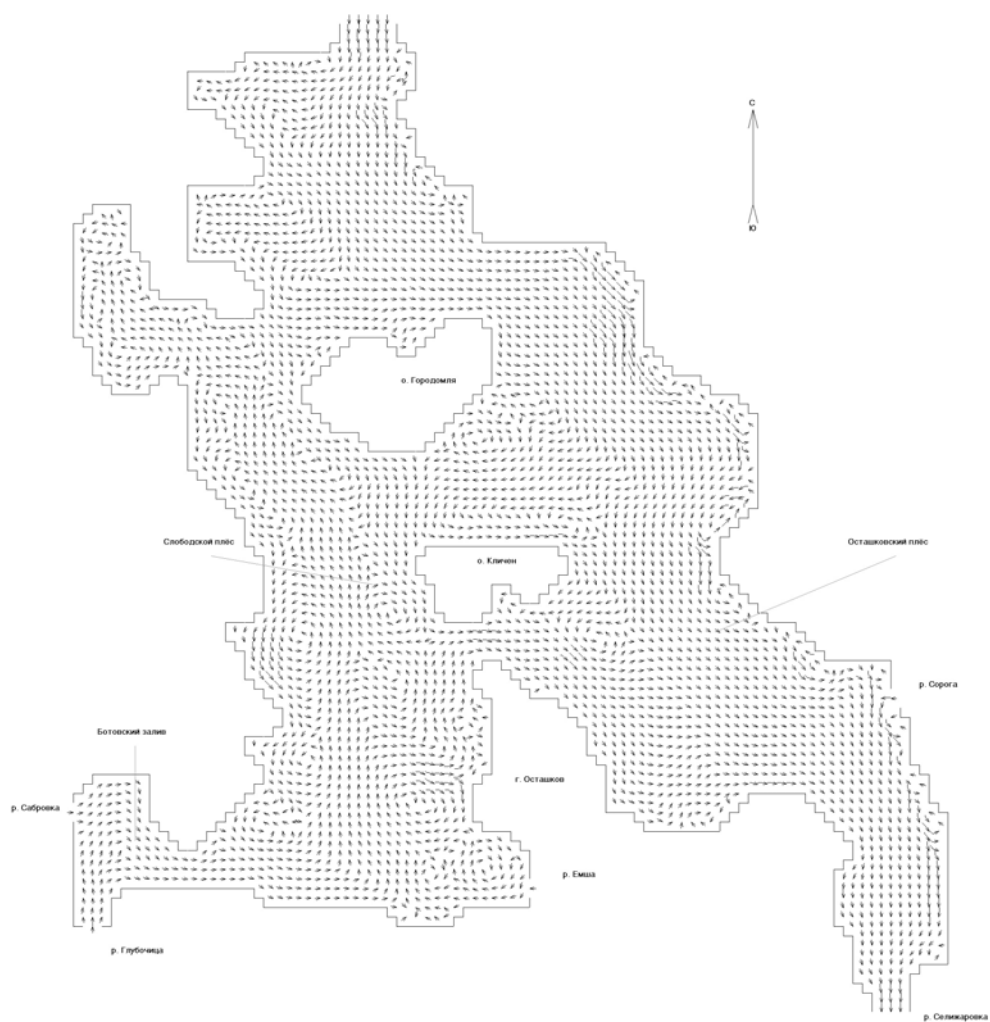 С
Ю
о. Городомля
Слободской плёс
о. Кличен
Осташковский плёс
р. Сорога
Ботовский залив
г. Осташков
р. Сабровка
р. Емша
р. Глубочица
р. Селижаровка